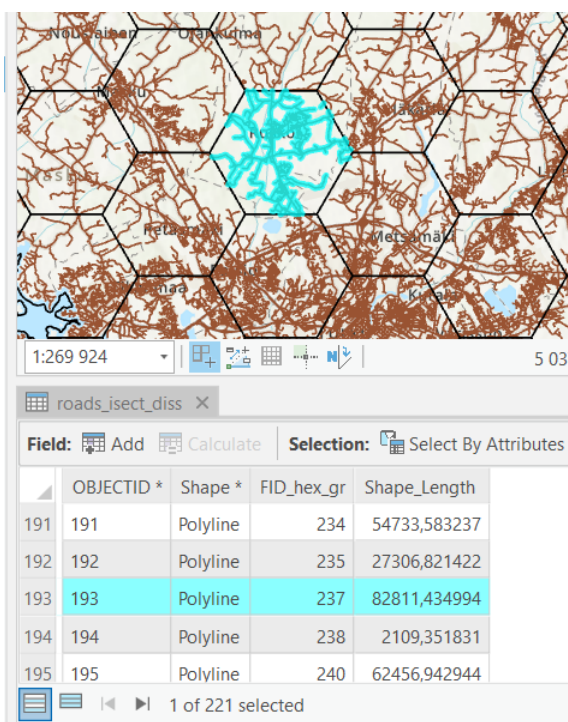 Metsämäki
1:269 924
5 03
roads_isect_diss
Field: Add Calculate Selection: Select By Attributes
OBJECTID * Shape * FID_hex_gr Shape_Length
191 191 Polyline 234 54733,583237
192 192 Polyline 235 27306,821422
193 193 Polyline 237 82811,434994
194 194 Polyline 238 2109,351831
195 195 Polyline 240 62456,942944
1 of 221 selected